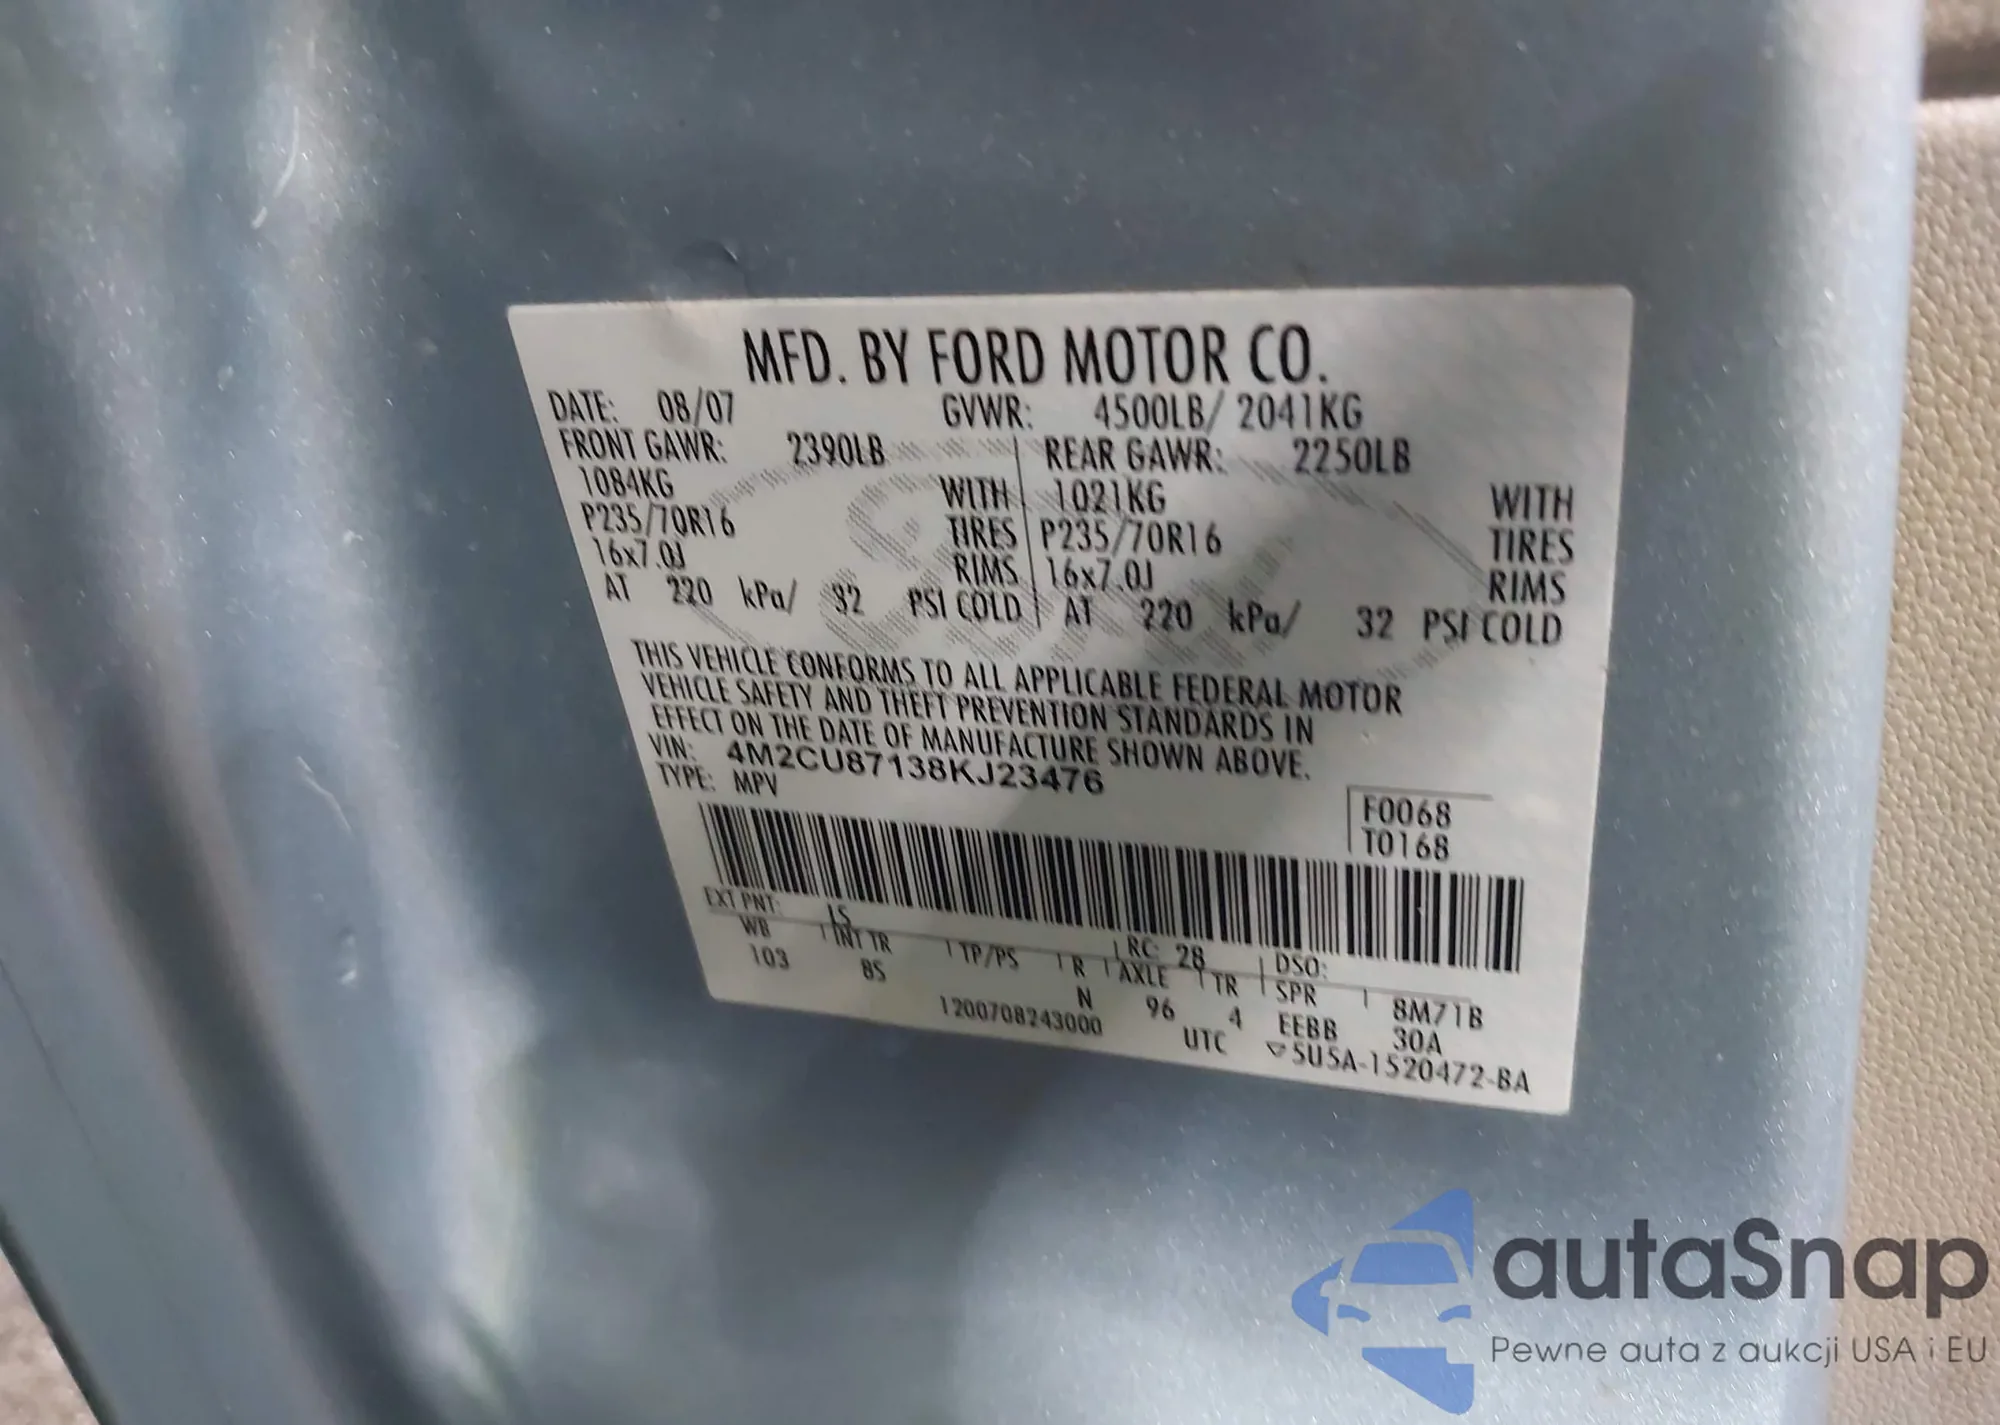 MFD. BY FORD MOTOR CO.
DATE: 08/07 GVWR: 4500LB/ 2041KG
FRONT GAWR: 2390LB REAR GAWR: 2250LB
1084KG WITH 1021KG WITH
P235/70R16 TIRES P235/70R16 TIRES
16x7.0J RIMS 16x7.0J RIMS
AT 220 kPa/ 32 PSI COLD AT 220 kPa/ 32 PSI COLD
THIS VEHICLE CONFORMS TO ALL APPLICABLE FEDERAL MOTOR
VEHICLE SAFETY AND THEFT PREVENTION STANDARDS IN
EFFECT ON THE DATE OF MANUFACTURE SHOWN ABOVE.
VIN: 4M2CU87138KJ23476
TYPE: MPV
F0068
T0168
EXT PNT: LS RC: 28 DSO:
WB INT TR TP/PS R AXLE TR SPR 8M71B
103 8S N 96 4 EEBB 30A
1200708243000 UTC ▽5U5A-1520472-BA
autaSnap
Pewne auta z aukcji USA i EU